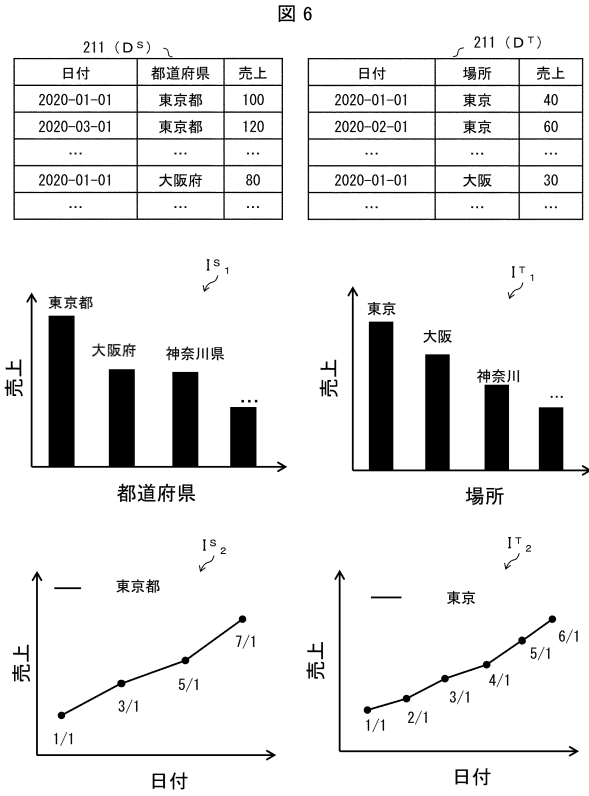 図 6
211 (Dˢ)
日付 都道府県 売上
2020-01-01 東京都 100
2020-03-01 東京都 120
… … …
2020-01-01 大阪府 80
… … …
211 (Dᵀ)
日付 場所 売上
2020-01-01 東京 40
2020-02-01 東京 60
… … …
2020-01-01 大阪 30
… … …
Iˢ₁
東京都
大阪府
神奈川県
…
売上
都道府県
Iᵀ₁
東京
大阪
神奈川
…
売上
場所
Iˢ₂
東京都
売上
1/1
3/1
5/1
7/1
日付
Iᵀ₂
東京
売上
1/1
2/1
3/1
4/1
5/1
6/1
日付